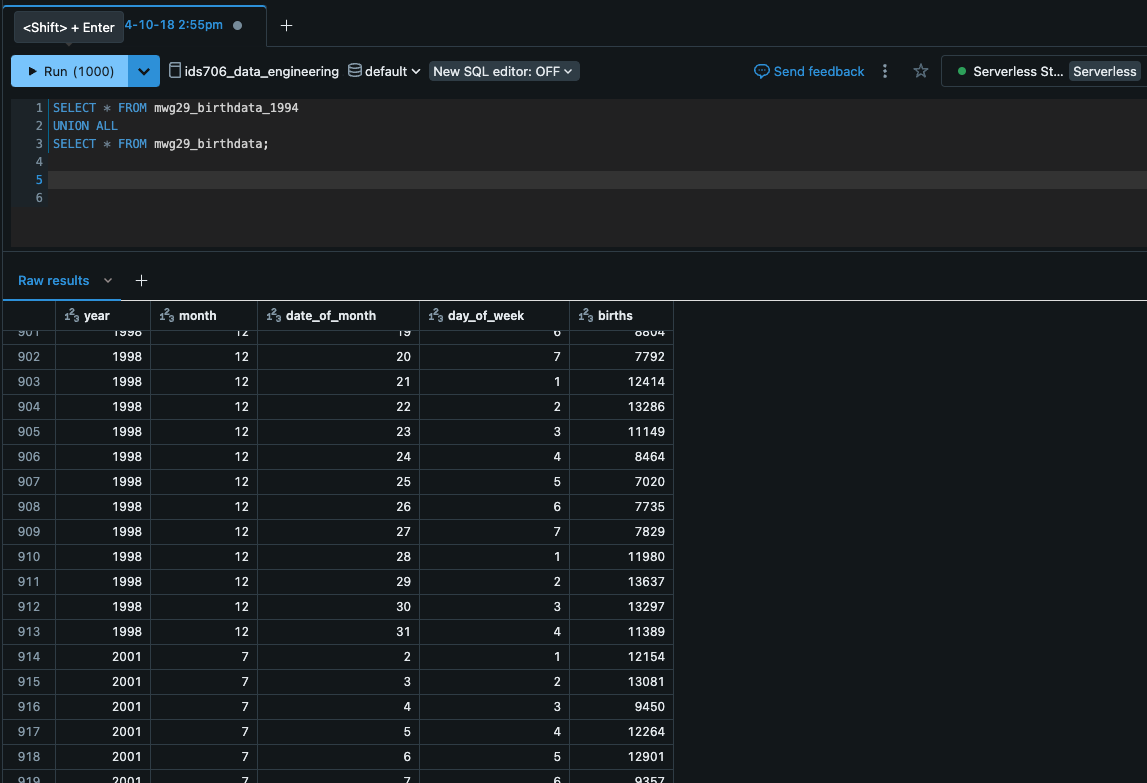 <Shift> + Enter 4-10-18 2:55pm
Run (1000) ids706_data_engineering default New SQL editor: OFF Send feedback Serverless St... Serverless
1 SELECT * FROM mwg29_birthdata_1994
2 UNION ALL
3 SELECT * FROM mwg29_birthdata;
4
5
6
Raw results
year month date_of_month day_of_week births
901 1998 12 19 6 8804
902 1998 12 20 7 7792
903 1998 12 21 1 12414
904 1998 12 22 2 13286
905 1998 12 23 3 11149
906 1998 12 24 4 8464
907 1998 12 25 5 7020
908 1998 12 26 6 7735
909 1998 12 27 7 7829
910 1998 12 28 1 11980
911 1998 12 29 2 13637
912 1998 12 30 3 13297
913 1998 12 31 4 11389
914 2001 7 2 1 12154
915 2001 7 3 2 13081
916 2001 7 4 3 9450
917 2001 7 5 4 12264
918 2001 7 6 5 12901
919 2001 7 7 6 9357